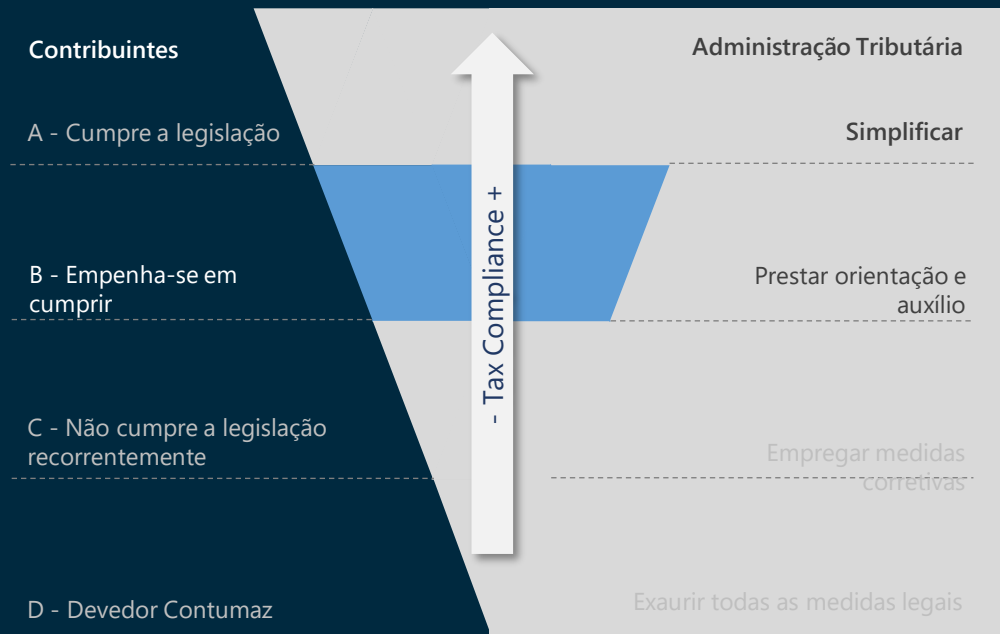 Contribuintes
Administração Tributária
A - Cumpre a legislação
Simplificar
B - Empenha-se em
cumprir
Prestar orientação e
auxílio
- Tax Compliance +
C - Não cumpre a legislação
recorrentemente
Empregar medidas
corretivas
D - Devedor Contumaz
Exaurir todas as medidas legais